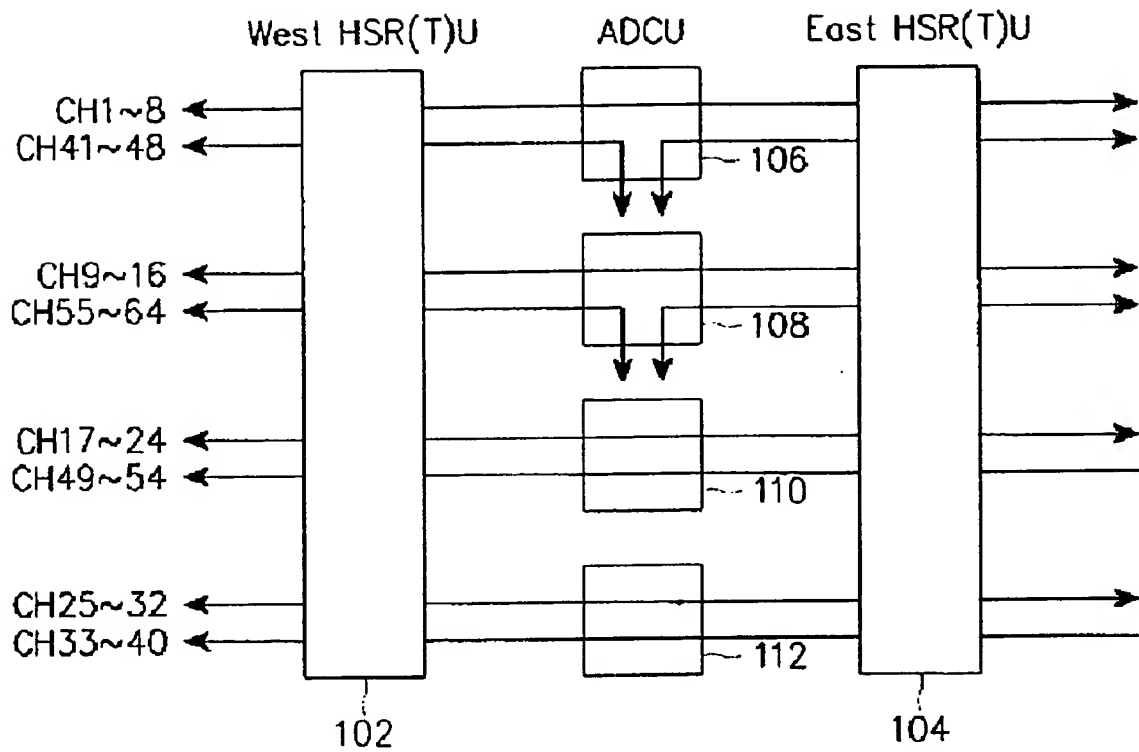 West HSR(T)U
ADCU
East HSR(T)U
CH1~8
CH41~48
106
CH9~16
CH55~64
108
CH17~24
CH49~54
110
CH25~32
CH33~40
112
102
104